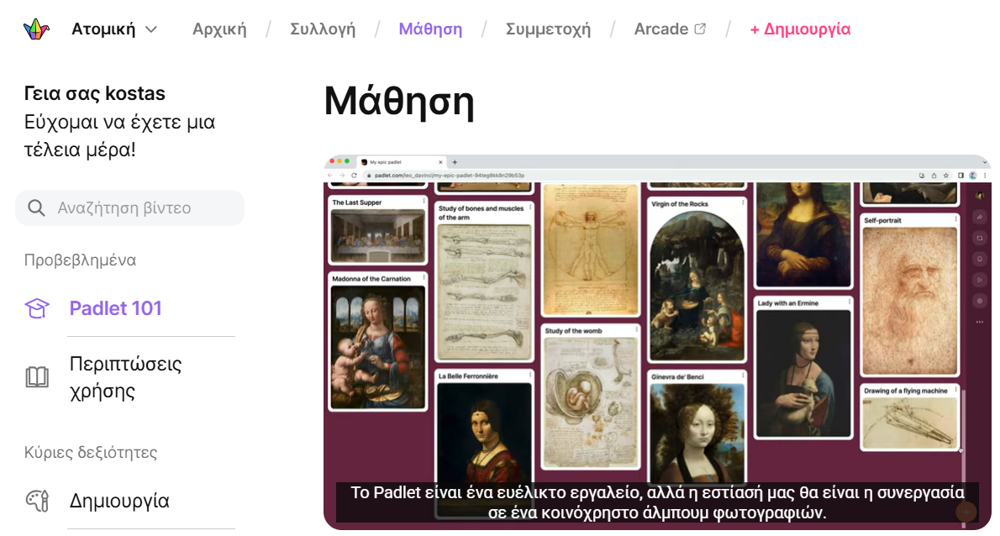 Ατομική
Αρχική / Συλλογή / Μάθηση / Συμμετοχή / Arcade / + Δημιουργία
Γεια σας kostas
Εύχομαι να έχετε μια
τέλεια μέρα!
Αναζήτηση βίντεο
Προβεβλημένα
Padlet 101
Περιπτώσεις
χρήσης
Κύριες δεξιότητες
Δημιουργία
Μάθηση
My epic padlet
padlet.com/leo_davinci/my-epic-padlet-94teg8kk8n29b53p
The Last Supper
Madonna of the Carnation
Study of bones and muscles
of the arm
La Belle Ferronnière
Study of the womb
Virgin of the Rocks
Ginevra de' Benci
Lady with an Ermine
Self-portrait
Drawing of a flying machine
Το Padlet είναι ένα ευέλικτο εργαλείο, αλλά η εστίασή μας θα είναι η συνεργασία
σε ένα κοινόχρηστο άλμπουμ φωτογραφιών.